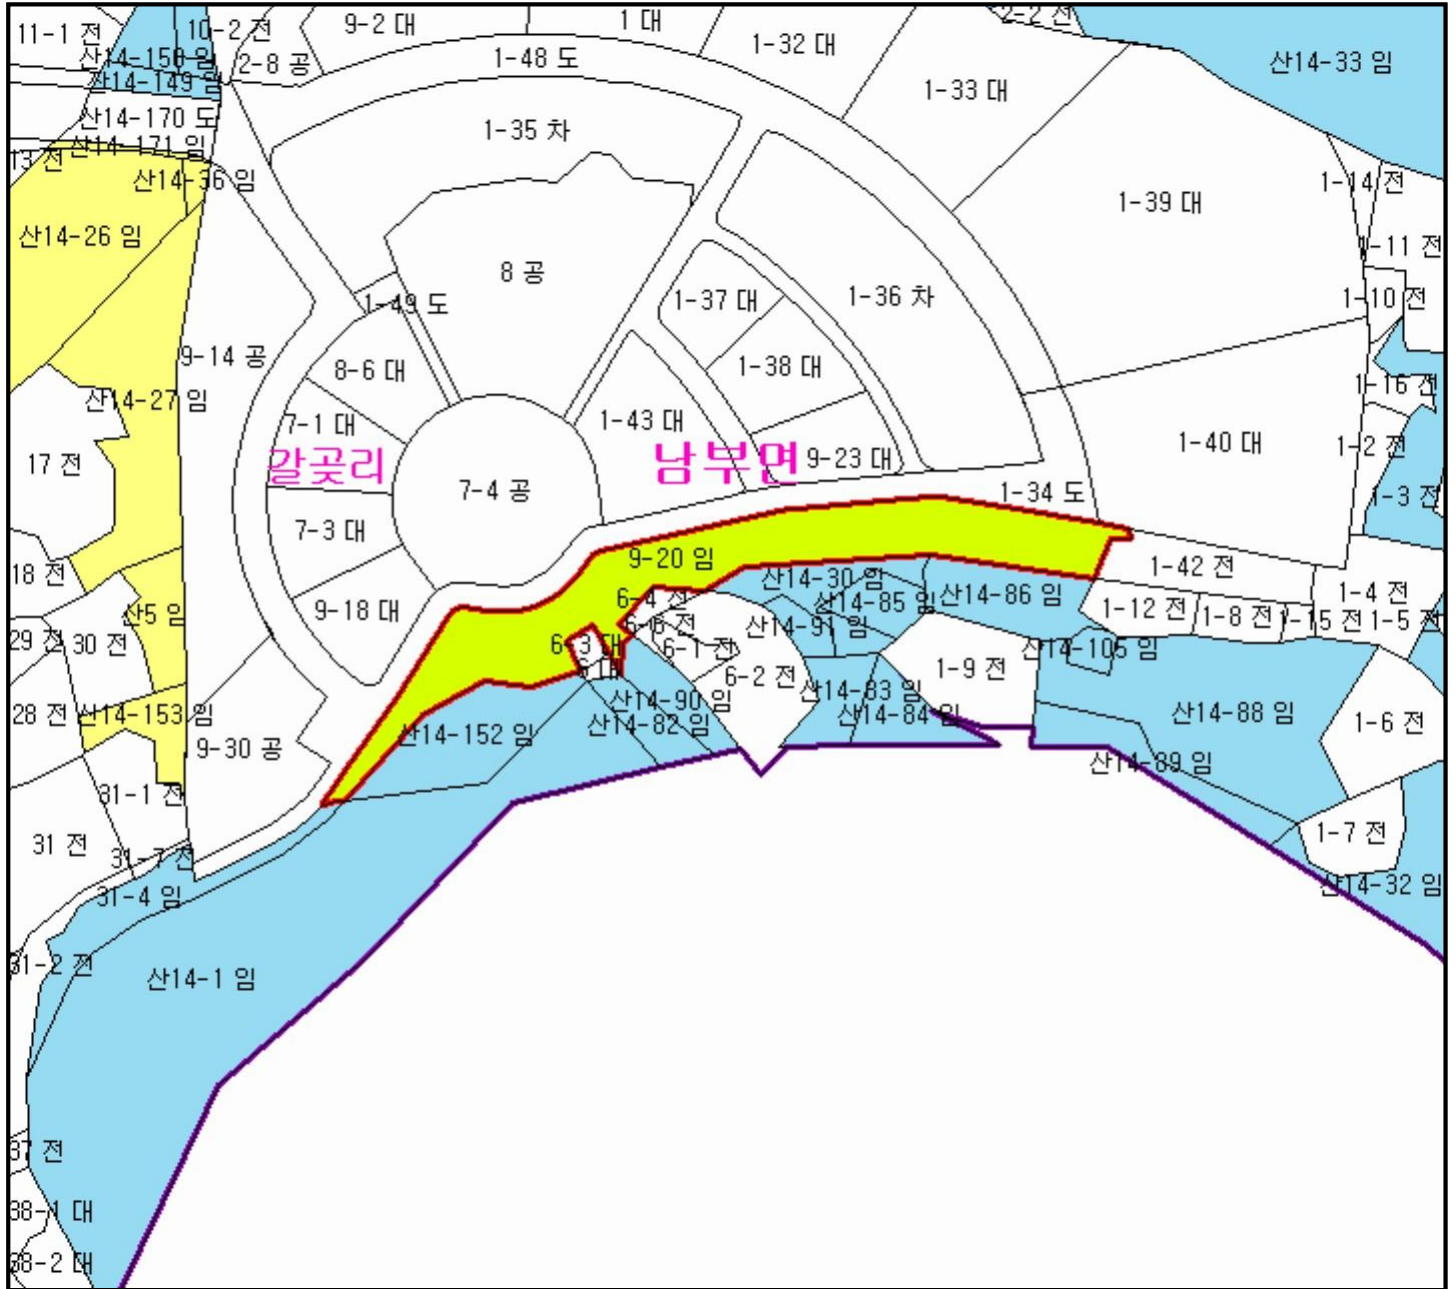 11-1 전
10-2 전
9-2 대
1 대
2-2 전
1-32 대
산14-33 임
산14-149 임
2-8 공
1-48 도
1-33 대
산14-170 도
산14-171 임
13 전
1-35 차
산14-36 임
1-14 전
산14-26 임
1-39 대
1-11 전
8 공
1-37 대
1-36 차
1-10 전
1-49 도
9-14 공
8-6 대
1-38 대
산14-27 임
1-16 전
7-1 대
1-43 대
1-40 대
1-2 전
17 전
갈곶리
남부면
9-23 대
7-4 공
1-34 도
1-3 전
7-3 대
9-20 임
18 전
산14-30 임
1-42 전
1-4 전
산5 임
9-18 대
6-4 전
산14-85 임
산14-86 임
1-12 전
1-8 전
1-5 전
29 전
30 전
산14-91 임
6-3 대
6-1 전
산14-105 임
1-9 전
6-2 전
28 전
산14-153 임
산14-90 임
산14-83 임
산14-84 임
산14-88 임
1-6 전
9-30 공
산14-152 임
산14-82 임
산14-89 임
31-1 전
31 전
31-7 전
1-7 전
31-4 임
산14-32 임
31-2 전
산14-1 임
37 전
38-1 대
38-2 대